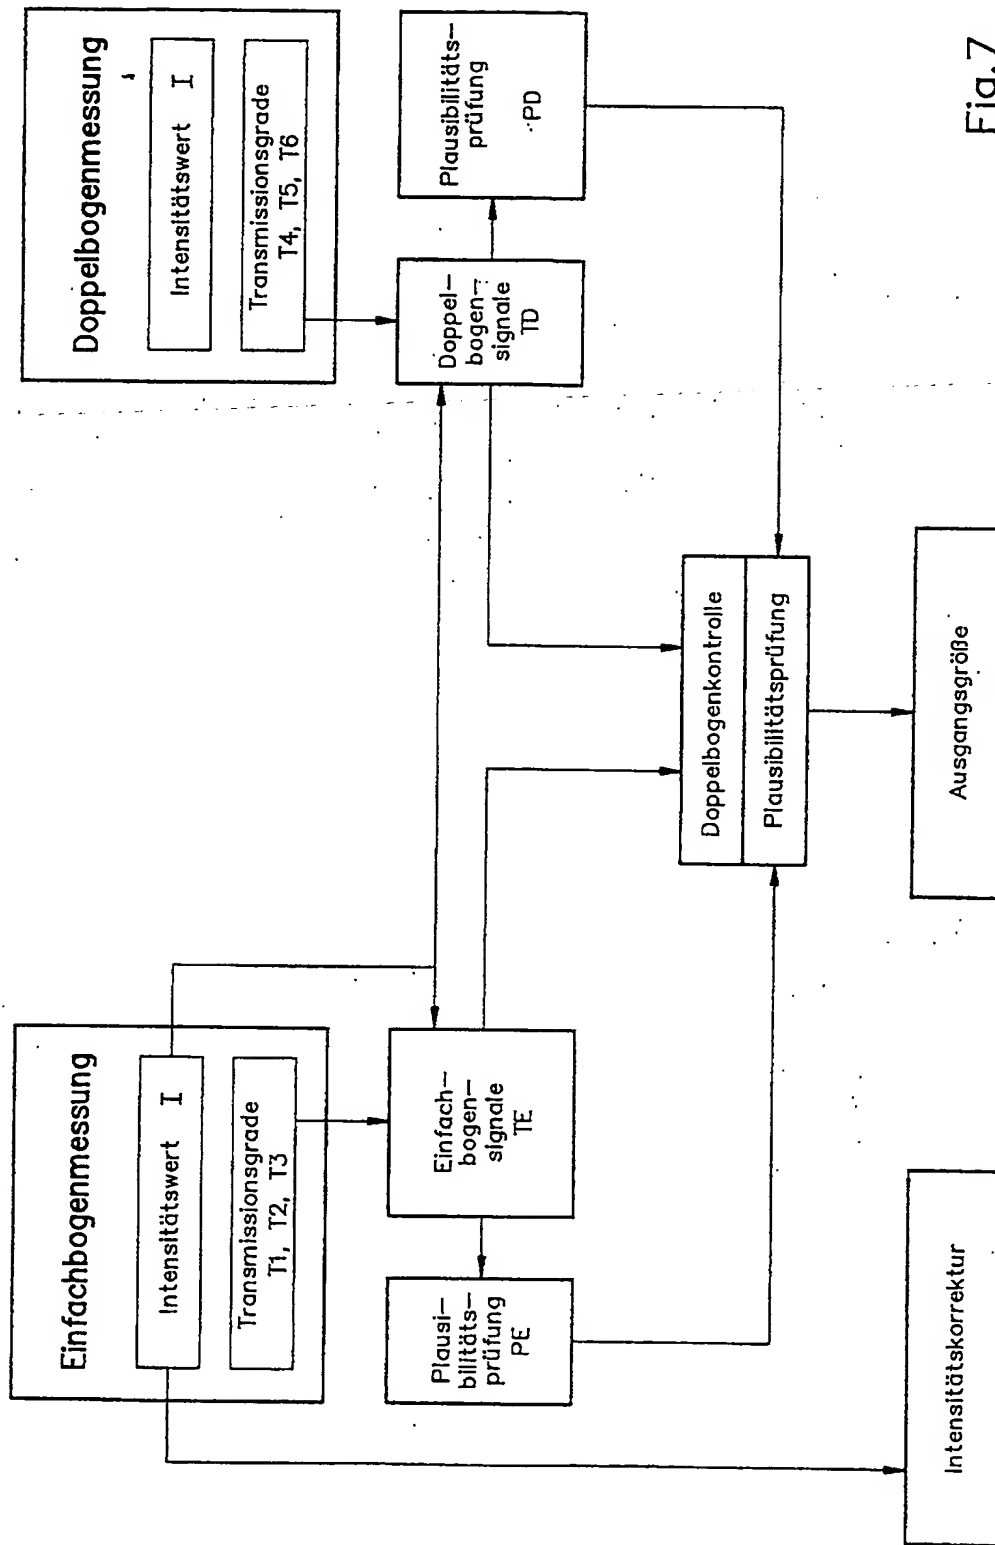 Einfachbogenmessung
Intensitätswert I
Transmissionsgrade
T1, T2, T3
Doppelbogenmessung
Intensitätswert I
Transmissionsgrade
T4, T5, T6
Plausi-
bilitäts-
prüfung
PE
Einfach-
bogen-
signale
TE
Doppel-
bogen-
signale
TD
Plausibilitäts-
prüfung
PD
Doppelbogenkontrolle
Plausibilitätsprüfung
Intensitätskorrektur
Ausgangsgröße
Fig.7